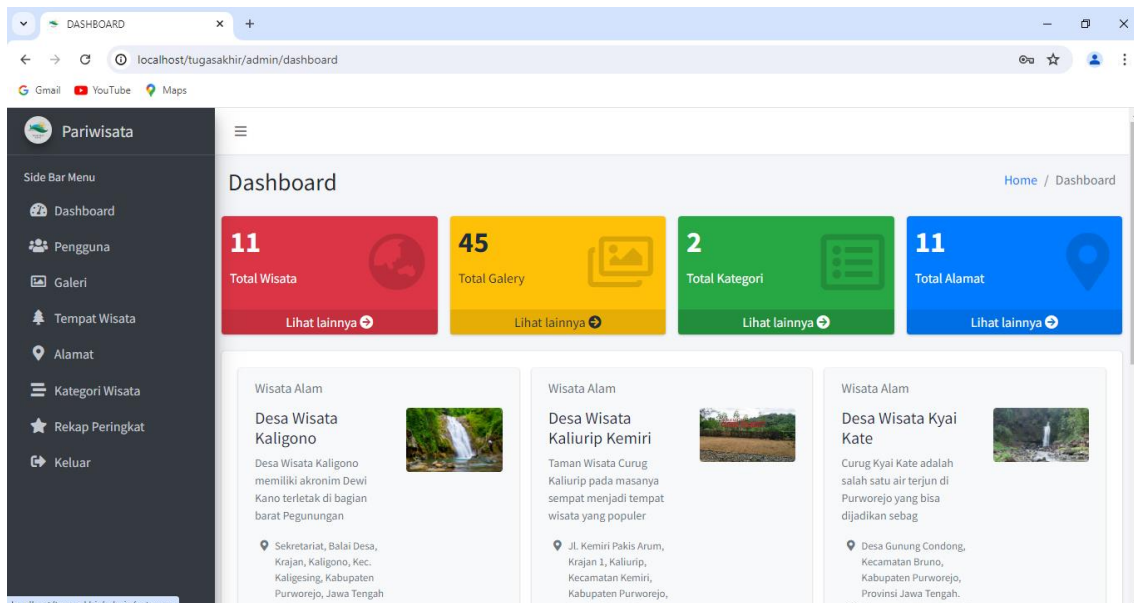 DASHBOARD
localhost/tugasakhir/admin/dashboard
Gmail YouTube Maps
Pariwisata
Side Bar Menu
Dashboard
Pengguna
Galeri
Tempat Wisata
Alamat
Kategori Wisata
Rekap Peringkat
Keluar
Dashboard
Home / Dashboard
11
Total Wisata
Lihat lainnya
45
Total Galery
Lihat lainnya
2
Total Kategori
Lihat lainnya
11
Total Alamat
Lihat lainnya
Wisata Alam
Desa Wisata
Kaligono
Desa Wisata Kaligono
memiliki akronim Dewi
Kano terletak di bagian
barat Pegunungan
Sekretariat, Balai Desa,
Krajan, Kaligono, Kec.
Kaligesing, Kabupaten
Purworejo, Jawa Tengah
Wisata Alam
Desa Wisata
Kaliurip Kemiri
Taman Wisata Curug
Kaliurip pada masanya
sempat menjadi tempat
wisata yang populer
Jl. Kemiri Pakis Arum,
Krajan 1, Kaliurip,
Kecamatan Kemiri,
Kabupaten Purworejo,
Wisata Alam
Desa Wisata Kyai
Kate
Curug Kyai Kate adalah
salah satu air terjun di
Purworejo yang bisa
dijadikan sebag
Desa Gunung Condong,
Kecamatan Bruno,
Kabupaten Purworejo,
Provinsi Jawa Tengah.